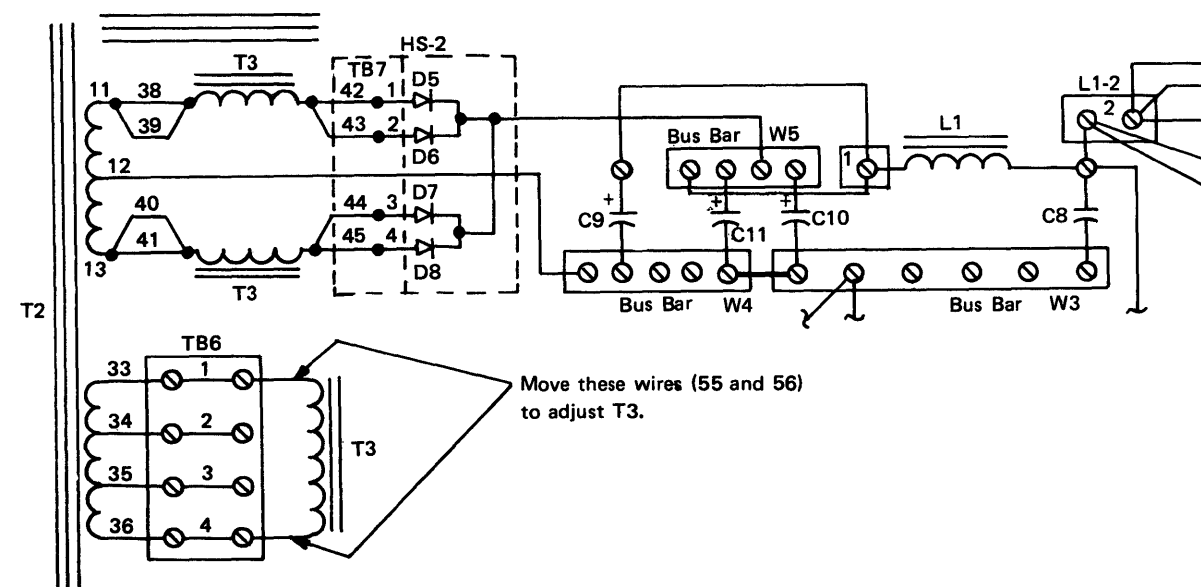 HS-2
T3
TB7
11
38
42
1
D5
39
43
2
D6
12
40
44
3
D7
41
45
4
D8
13
T3
T2
L1-2
2
L1
Bus Bar W5
1
+
+
+
C9
C11
C10
C8
Bus Bar W4
Bus Bar W3
TB6
33
1
34
2
35
3
36
4
T3
Move these wires (55 and 56)
to adjust T3.